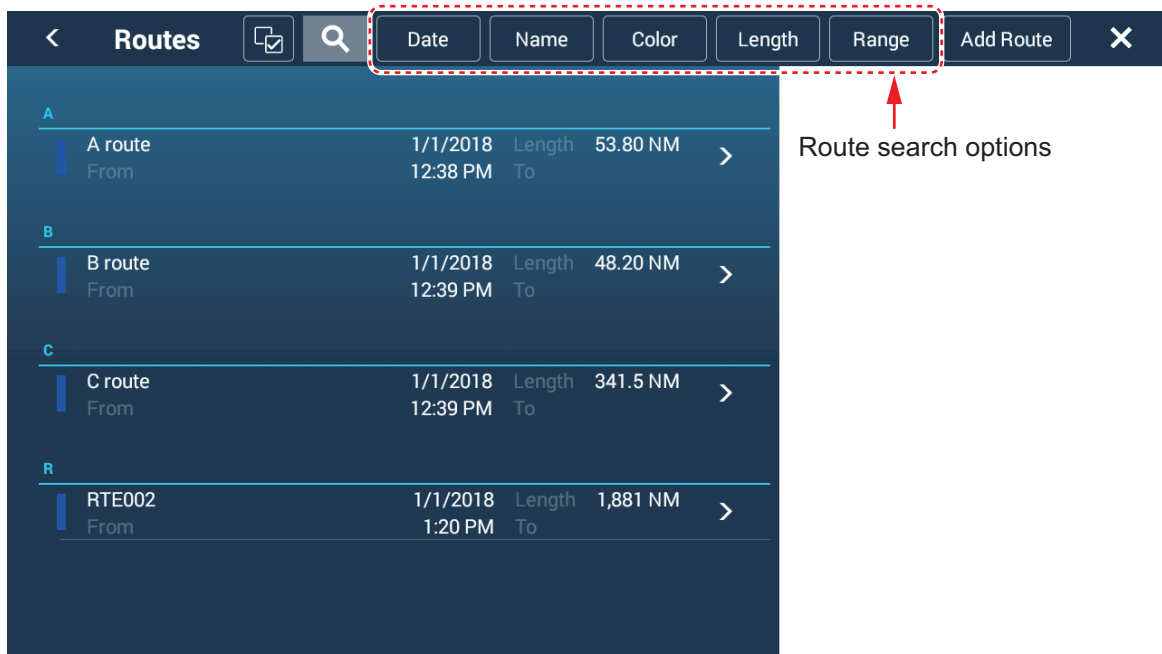 Routes Date Name Color Length Range Add Route
Route search options
A
A route 1/1/2018 Length 53.80 NM
From 12:38 PM To
B
B route 1/1/2018 Length 48.20 NM
From 12:39 PM To
C
C route 1/1/2018 Length 341.5 NM
From 12:39 PM To
R
RTE002 1/1/2018 Length 1,881 NM
From 1:20 PM To